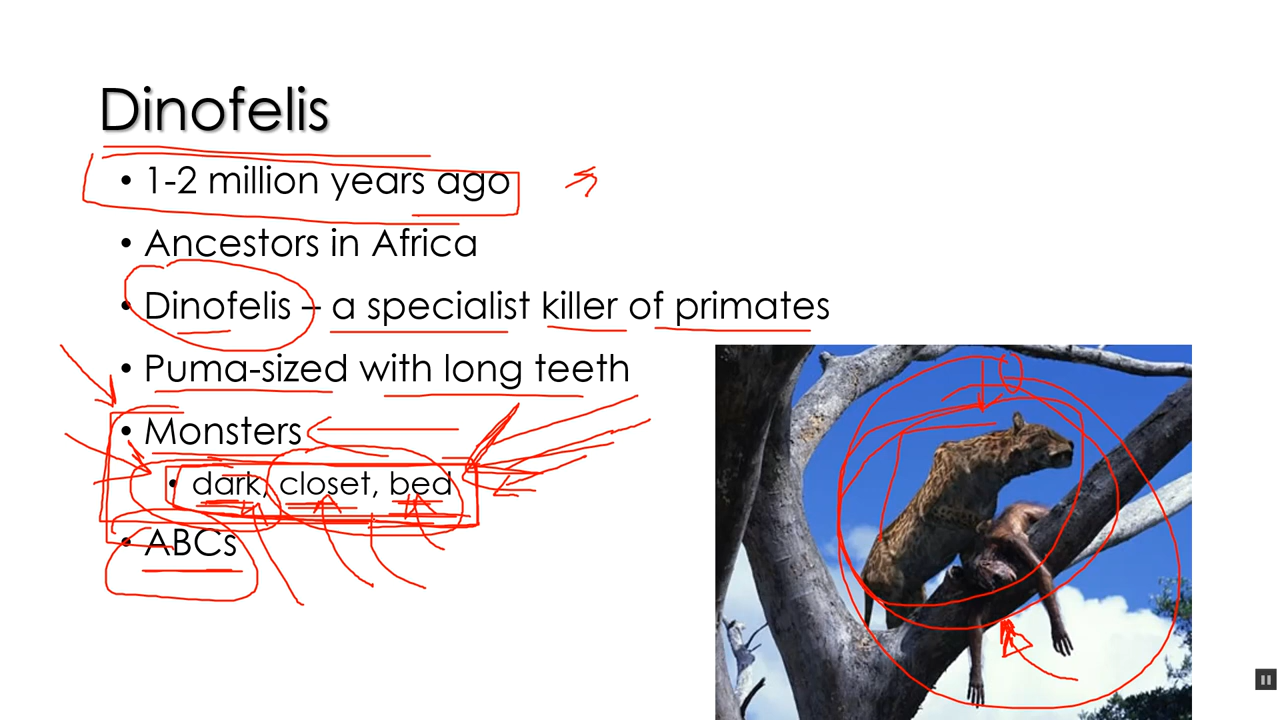 Dinofelis
• 1-2 million years ago
• Ancestors in Africa
• Dinofelis – a specialist killer of primates
• Puma-sized with long teeth
• Monsters
• dark, closet, bed
• ABCs